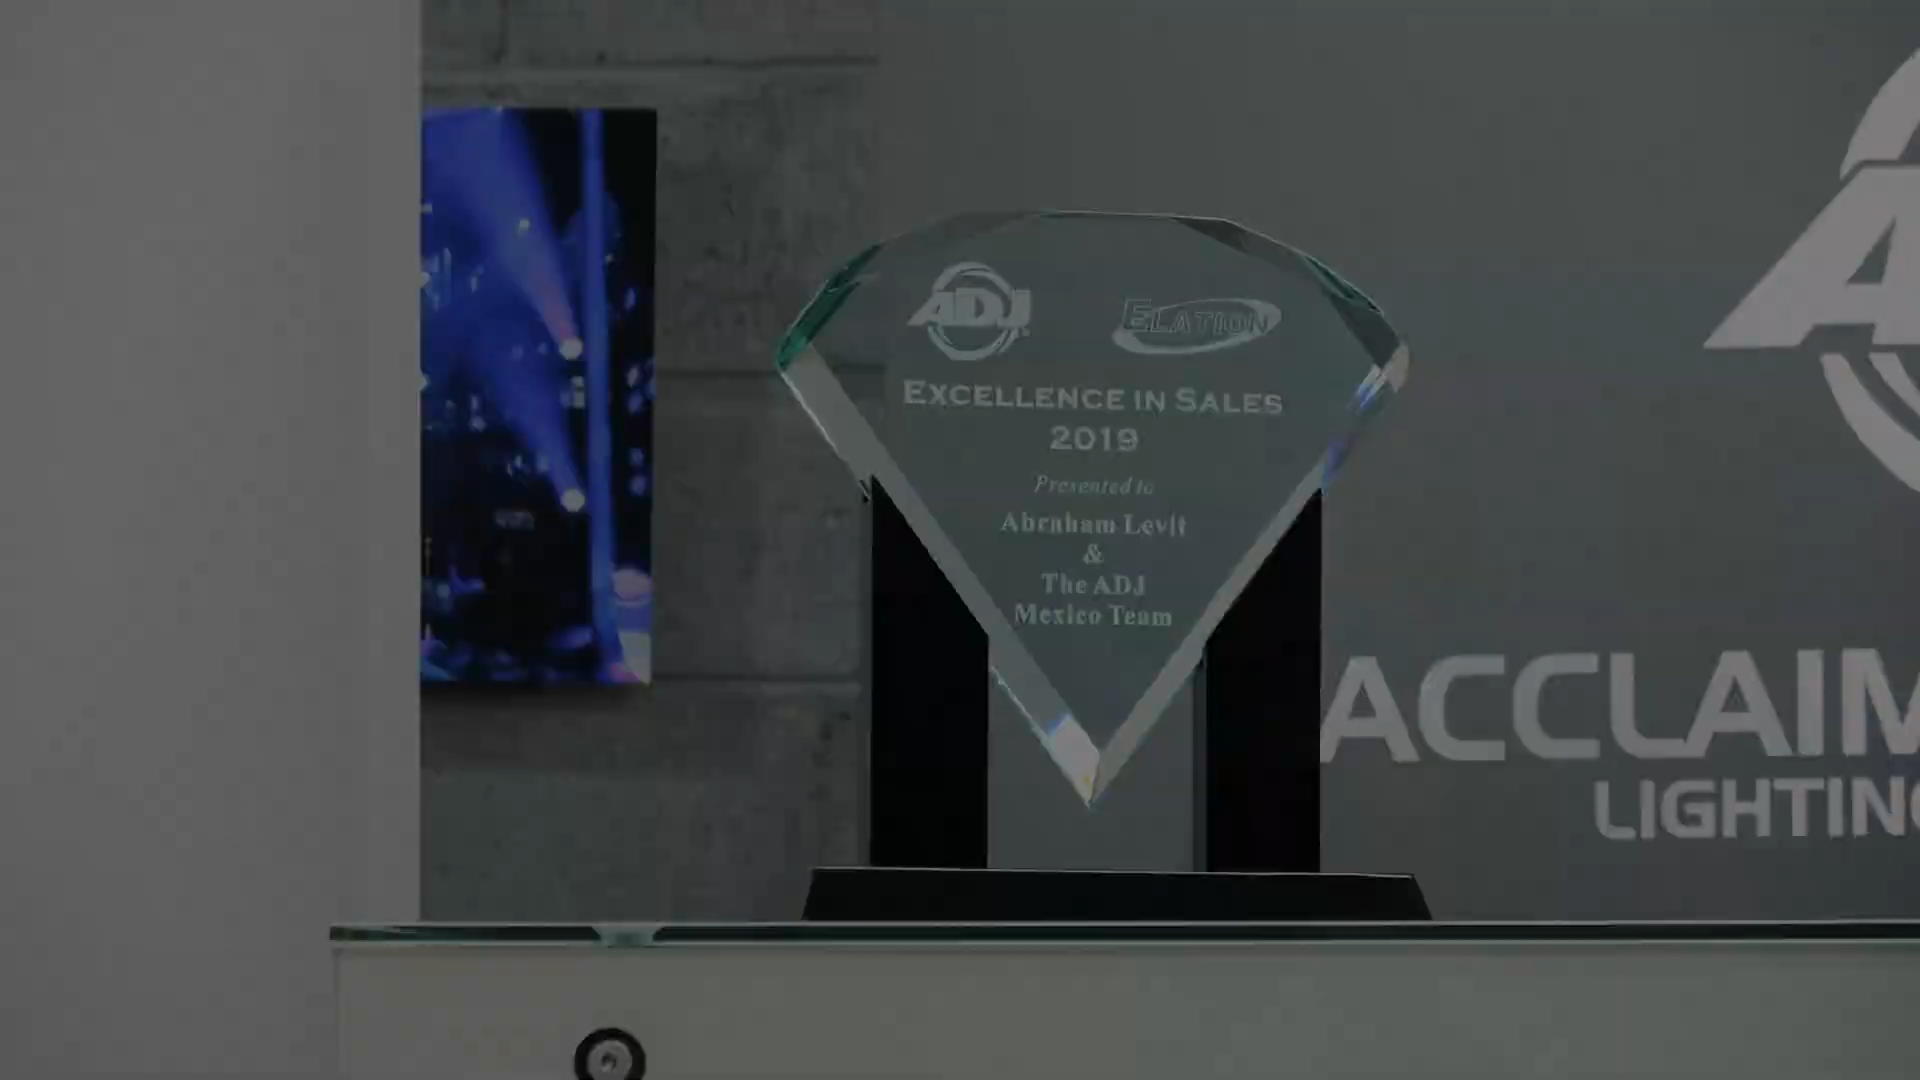 ADJ
ELATION
EXCELLENCE IN SALES
2019
Presented to
Abraham Levit
&
The ADJ
Mexico Team
ACCLAIM
LIGHTING